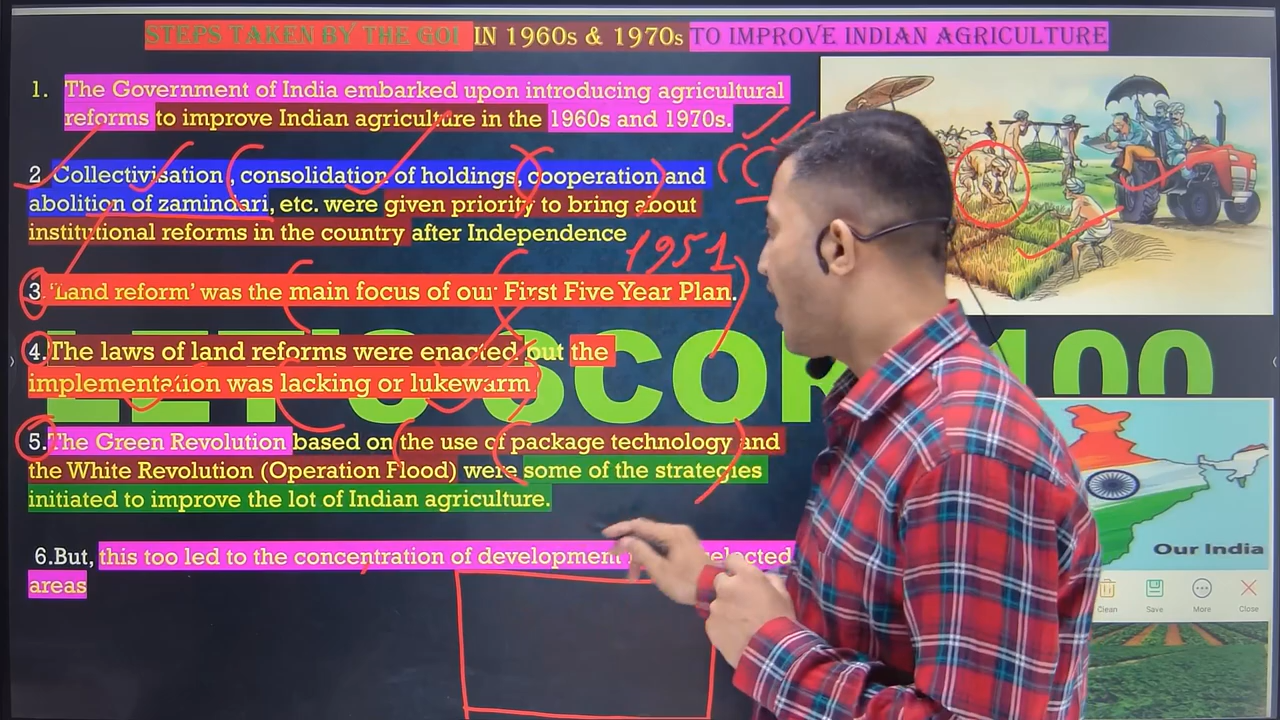 STEPS TAKEN BY THE GOI IN 1960s & 1970s TO IMPROVE INDIAN AGRICULTURE
1. The Government of India embarked upon introducing agricultural
reforms to improve Indian agriculture in the 1960s and 1970s.
2. Collectivisation, consolidation of holdings, cooperation and
abolition of zamindari, etc. were given priority to bring about
institutional reforms in the country after Independence
1951
3. 'Land reform' was the main focus of our First Five Year Plan.
4. The laws of land reforms were enacted but the
implementation was lacking or lukewarm
LET'S SCOR 100
5. The Green Revolution based on the use of package technology and
the White Revolution (Operation Flood) were some of the strategies
initiated to improve the lot of Indian agriculture.
6.But, this too led to the concentration of development selected
areas
Our India
Clean Save More Close